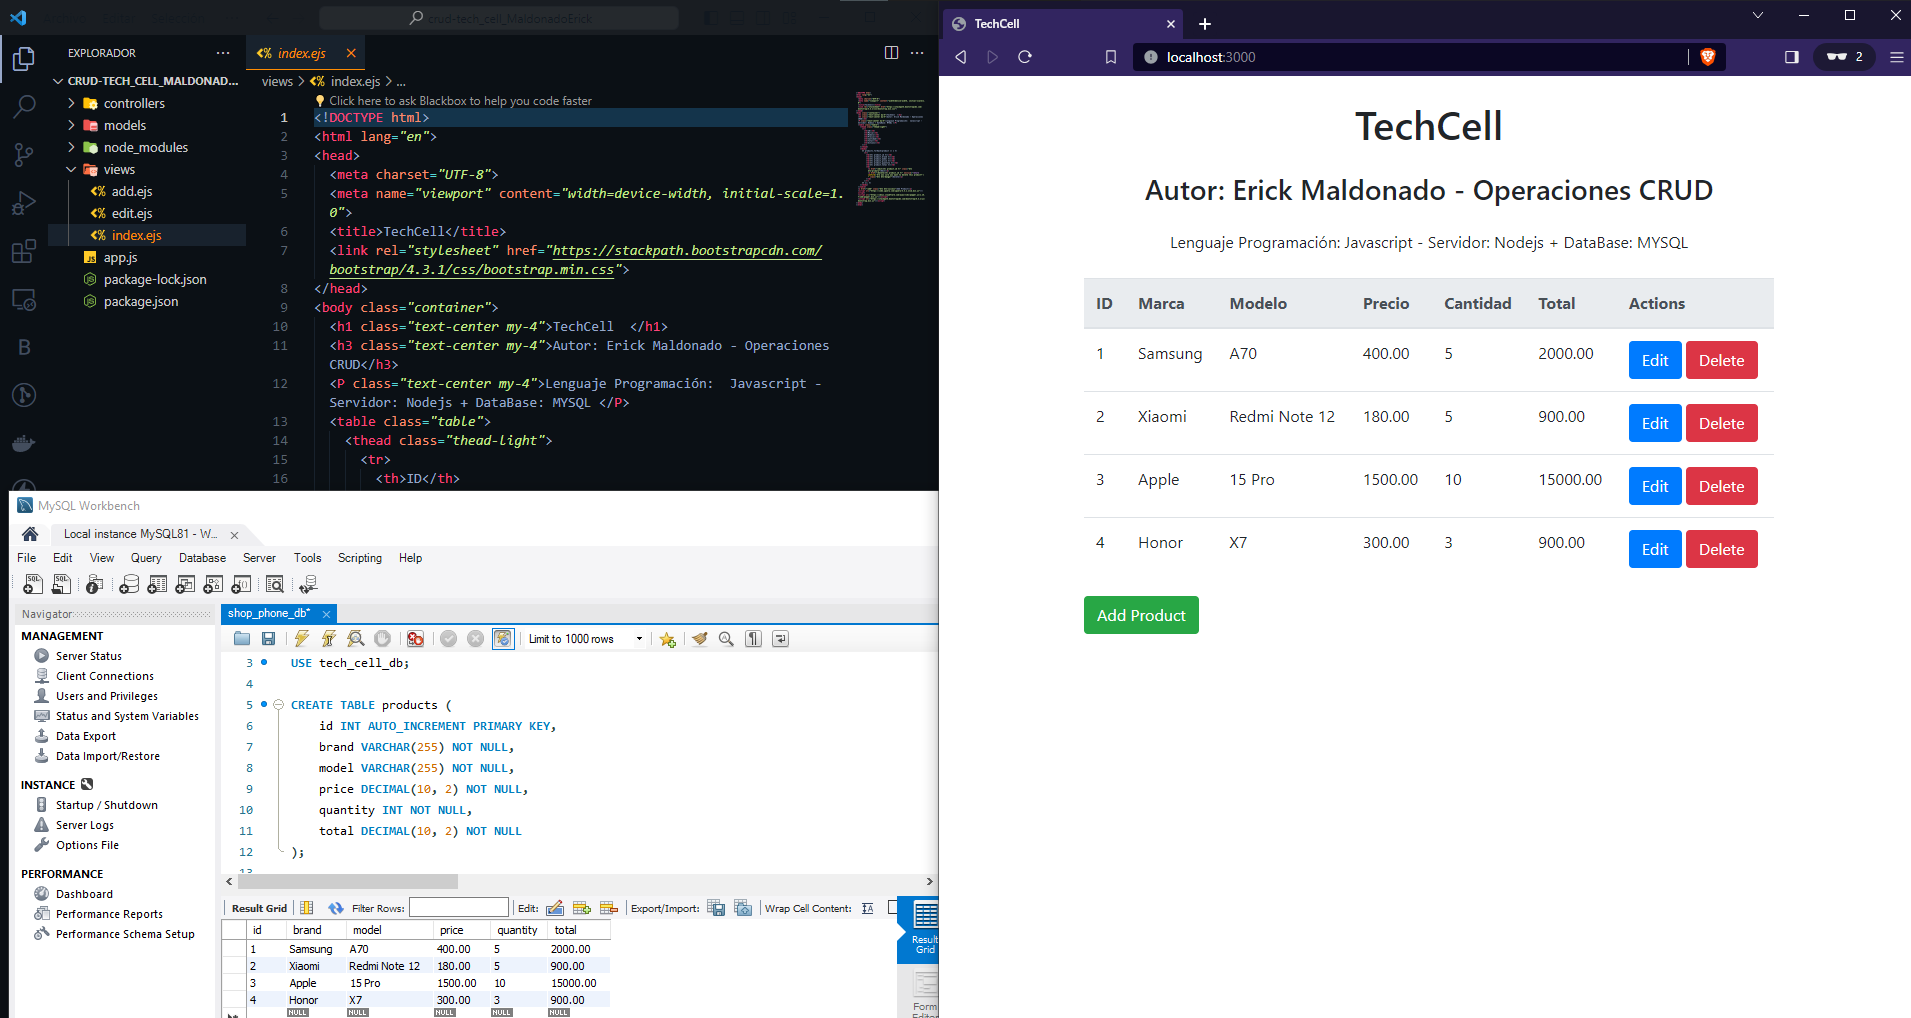 crud-tech_cell_MaldonadoErick
EXPLORADOR
CRUD-TECH_CELL_MALDONAD...
controllers
models
node_modules
views
add.ejs
edit.ejs
index.ejs
app.js
package-lock.json
package.json
index.ejs
views > index.ejs > ...
Click here to ask Blackbox to help you code faster
1 <!DOCTYPE html>
2 <html lang="en">
3 <head>
4 <meta charset="UTF-8">
5 <meta name="viewport" content="width=device-width, initial-scale=1.
0">
6 <title>TechCell</title>
7 <link rel="stylesheet" href="https://stackpath.bootstrapcdn.com/
bootstrap/4.3.1/css/bootstrap.min.css">
8 </head>
9 <body class="container">
10 <h1 class="text-center my-4">TechCell  </h1>
11 <h3 class="text-center my-4">Autor: Erick Maldonado - Operaciones
CRUD</h3>
12 <P class="text-center my-4">Lenguaje Programación:  Javascript -
Servidor: Nodejs + DataBase: MYSQL </P>
13 <table class="table">
14 <thead class="thead-light">
15 <tr>
16 <th>ID</th>
MySQL Workbench
Local instance MySQL81 - W...
File Edit View Query Database Server Tools Scripting Help
Navigator
MANAGEMENT
Server Status
Client Connections
Users and Privileges
Status and System Variables
Data Export
Data Import/Restore
INSTANCE
Startup / Shutdown
Server Logs
Options File
PERFORMANCE
Dashboard
Performance Reports
Performance Schema Setup
shop_phone_db*
Limit to 1000 rows
3 USE tech_cell_db;
4
5 CREATE TABLE products (
6 id INT AUTO_INCREMENT PRIMARY KEY,
7 brand VARCHAR(255) NOT NULL,
8 model VARCHAR(255) NOT NULL,
9 price DECIMAL(10, 2) NOT NULL,
10 quantity INT NOT NULL,
11 total DECIMAL(10, 2) NOT NULL
12 );
13
Result Grid Filter Rows: Edit: Export/Import: Wrap Cell Content:
id brand model price quantity total
1 Samsung A70 400.00 5 2000.00
2 Xiaomi Redmi Note 12 180.00 5 900.00
3 Apple 15 Pro 1500.00 10 15000.00
4 Honor X7 300.00 3 900.00
NULL NULL NULL NULL NULL NULL
Result
Grid
Form
Editor
TechCell
localhost:3000
2
TechCell
Autor: Erick Maldonado - Operaciones CRUD
Lenguaje Programación: Javascript - Servidor: Nodejs + DataBase: MYSQL
ID Marca Modelo Precio Cantidad Total Actions
1 Samsung A70 400.00 5 2000.00 Edit Delete
2 Xiaomi Redmi Note 12 180.00 5 900.00 Edit Delete
3 Apple 15 Pro 1500.00 10 15000.00 Edit Delete
4 Honor X7 300.00 3 900.00 Edit Delete
Add Product